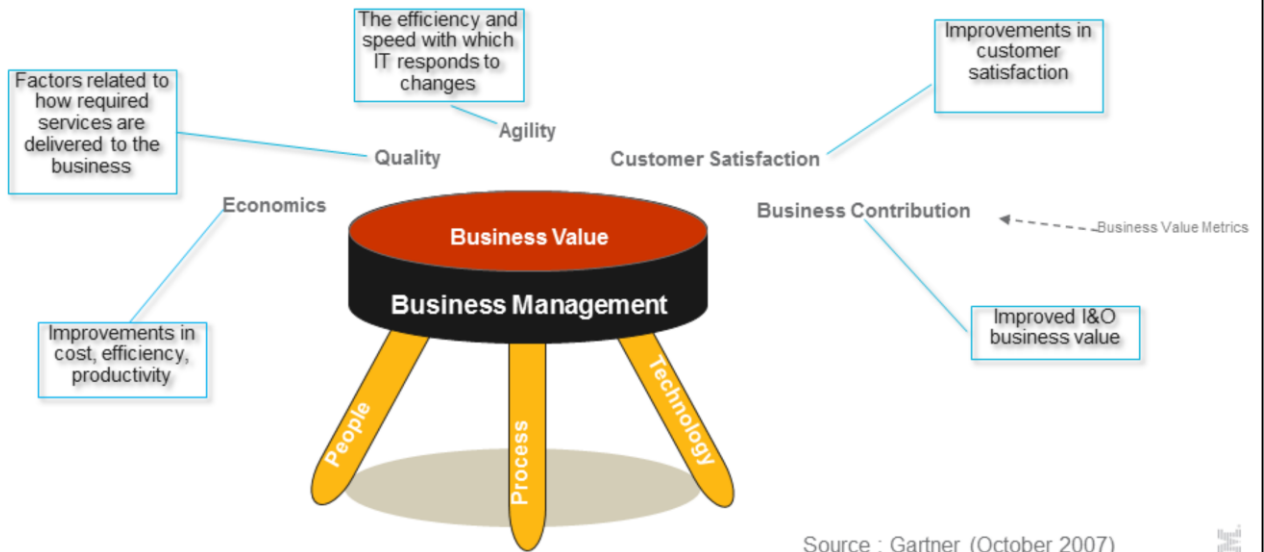 The efficiency and
speed with which
IT responds to
changes
Improvements in
customer
satisfaction
Factors related to
how required
services are
delivered to the
business
Agility
Quality
Customer Satisfaction
Economics
Business Contribution
Business Value Metrics
Business Value
Business Management
Improvements in
cost, efficiency,
productivity
Improved I&O
business value
People
Process
Technology
Source : Gartner (October 2007)